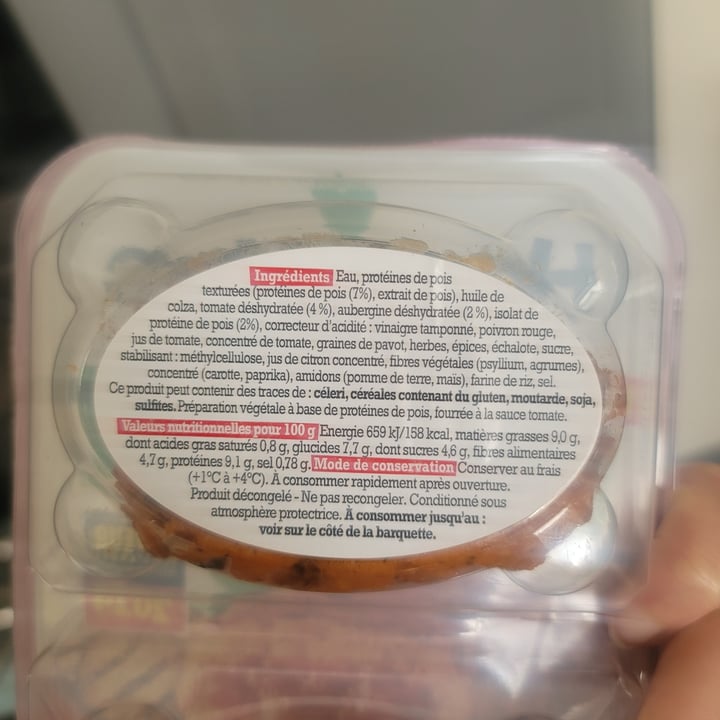 Ingrédients Eau, protéines de pois
texturées (protéines de pois (7%), extrait de pois), huile de
colza, tomate déshydratée (4 %), aubergine déshydratée (2 %), isolat de
protéine de pois (2%), correcteur d'acidité : vinaigre tamponné, poivron rouge,
jus de tomate, concentré de tomate, graines de pavot, herbes, épices, échalote, sucre,
stabilisant : méthylcellulose, jus de citron concentré, fibres végétales (psyllium, agrumes),
concentré (carotte, paprika), amidons (pomme de terre, maïs), farine de riz, sel.
Ce produit peut contenir des traces de : céleri, céréales contenant du gluten, moutarde, soja,
sulfites. Préparation végétale à base de protéines de pois, fourrée à la sauce tomate.
Valeurs nutritionnelles pour 100 g Energie 659 kJ/158 kcal, matières grasses 9,0 g,
dont acides gras saturés 0,8 g, glucides 7,7 g, dont sucres 4,6 g, fibres alimentaires
4,7 g, protéines 9,1 g, sel 0,78 g. Mode de conservation Conserver au frais
(+1°C à +4°C). À consommer rapidement après ouverture.
Produit décongelé - Ne pas recongeler. Conditionné sous
atmosphère protectrice. À consommer jusqu'au :
voir sur le côté de la barquette.